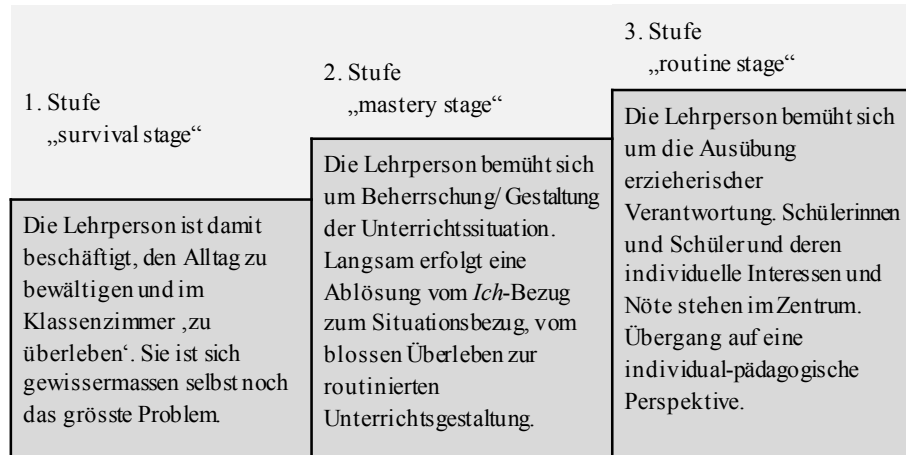 1. Stufe
„survival stage“
Die Lehrperson ist damit
beschäftigt, den Alltag zu
bewältigen und im
Klassenzimmer ‚zu
überleben‘. Sie ist sich
gewissermassen selbst noch
das grösste Problem.
2. Stufe
„mastery stage“
Die Lehrperson bemüht sich
um Beherrschung/ Gestaltung
der Unterrichtssituation.
Langsam erfolgt eine
Ablösung vom Ich-Bezug
zum Situationsbezug, vom
blossen Überleben zur
routinierten
Unterrichtsgestaltung.
3. Stufe
„routine stage“
Die Lehrperson bemüht sich
um die Ausübung
erzieherischer
Verantwortung. Schülerinnen
und Schüler und deren
individuelle Interessen und
Nöte stehen im Zentrum.
Übergang auf eine
individual-pädagogische
Perspektive.